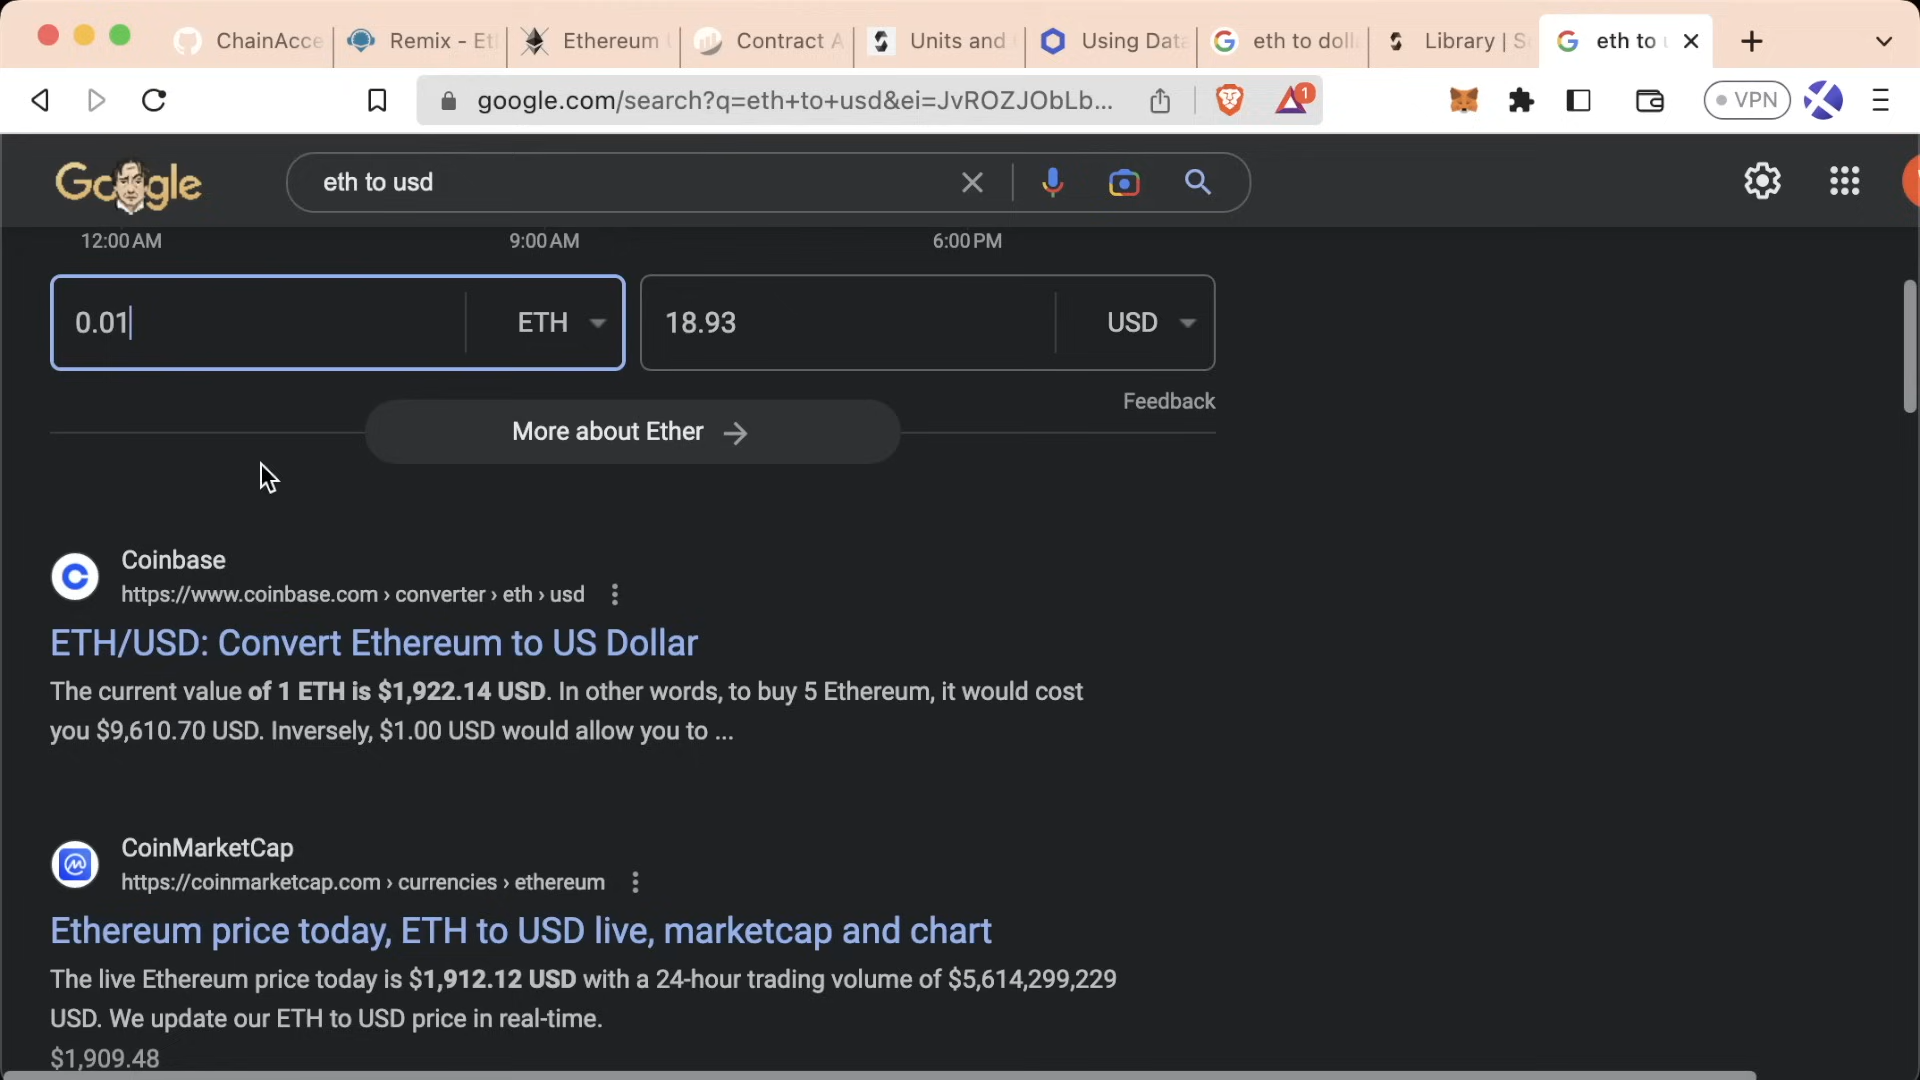 ChainAcce
Remix - Et
Ethereum
Contract A
Units and
Using Data
eth to doll
Library | S
eth to
google.com/search?q=eth+to+usd&ei=JvROZJObLb...
1
VPN
Google
eth to usd
12:00 AM
9:00 AM
6:00 PM
0.01
ETH
18.93
USD
Feedback
More about Ether
Coinbase
https://www.coinbase.com › converter › eth › usd
ETH/USD: Convert Ethereum to US Dollar
The current value of 1 ETH is $1,922.14 USD. In other words, to buy 5 Ethereum, it would cost
you $9,610.70 USD. Inversely, $1.00 USD would allow you to ...
CoinMarketCap
https://coinmarketcap.com › currencies › ethereum
Ethereum price today, ETH to USD live, marketcap and chart
The live Ethereum price today is $1,912.12 USD with a 24-hour trading volume of $5,614,299,229
USD. We update our ETH to USD price in real-time.
$1,909.48